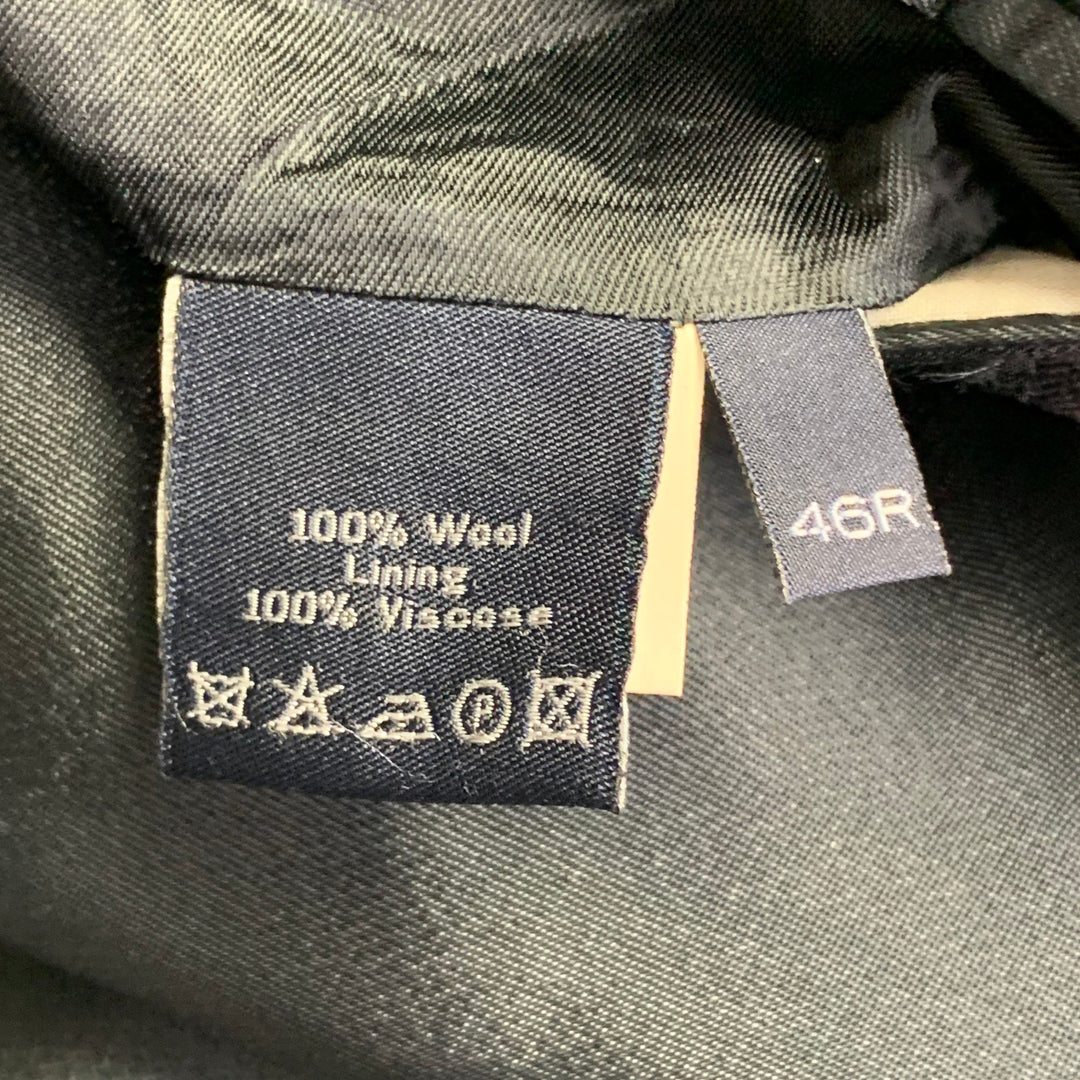 100% Wool
Lining
100% Viscose
P
46R